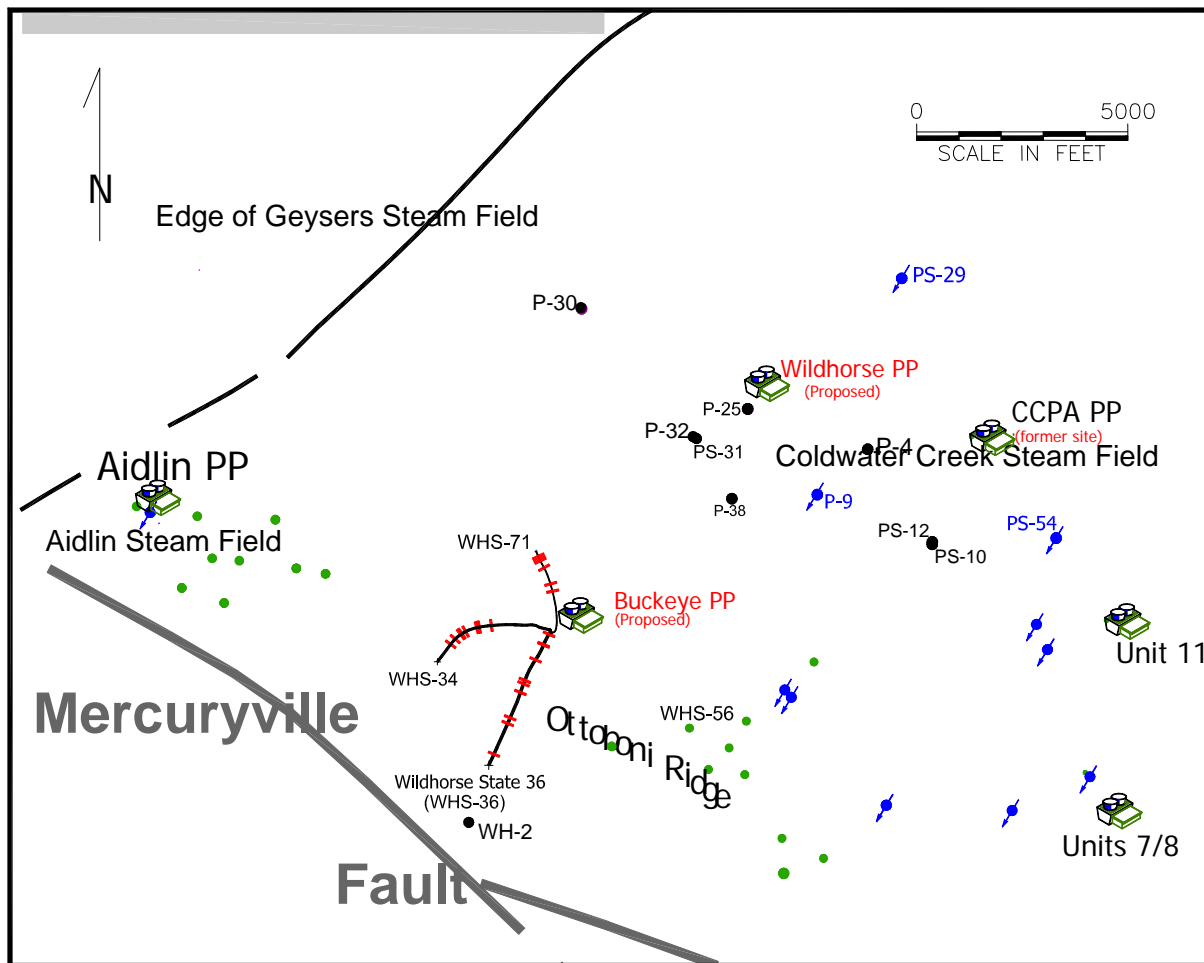 0 5000
SCALE IN FEET
N
Edge of Geysers Steam Field
PS-29
P-30
Wildhorse PP
(Proposed)
P-25
CCPA PP
(former site)
P-32
PS-31
P-4
Coldwater Creek Steam Field
Aidlin PP
P-38
P-9
PS-54
PS-12
PS-10
Aidlin Steam Field
WHS-71
Buckeye PP
(Proposed)
Unit 11
WHS-34
Mercuryville
WHS-56
Ottoboni Ridge
Wildhorse State 36
(WHS-36)
WH-2
Units 7/8
Fault